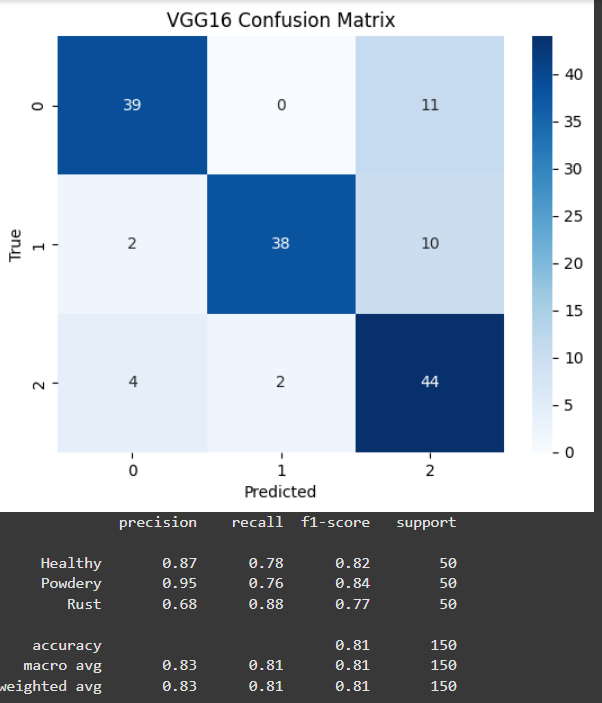 VGG16 Confusion Matrix
0 39 0 11
1 2 38 10
2 4 2 44
0 1 2
True
Predicted
40
35
30
25
20
15
10
5
0
precision recall f1-score support
Healthy 0.87 0.78 0.82 50
Powdery 0.95 0.76 0.84 50
Rust 0.68 0.88 0.77 50
accuracy 0.81 150
macro avg 0.83 0.81 0.81 150
weighted avg 0.83 0.81 0.81 150